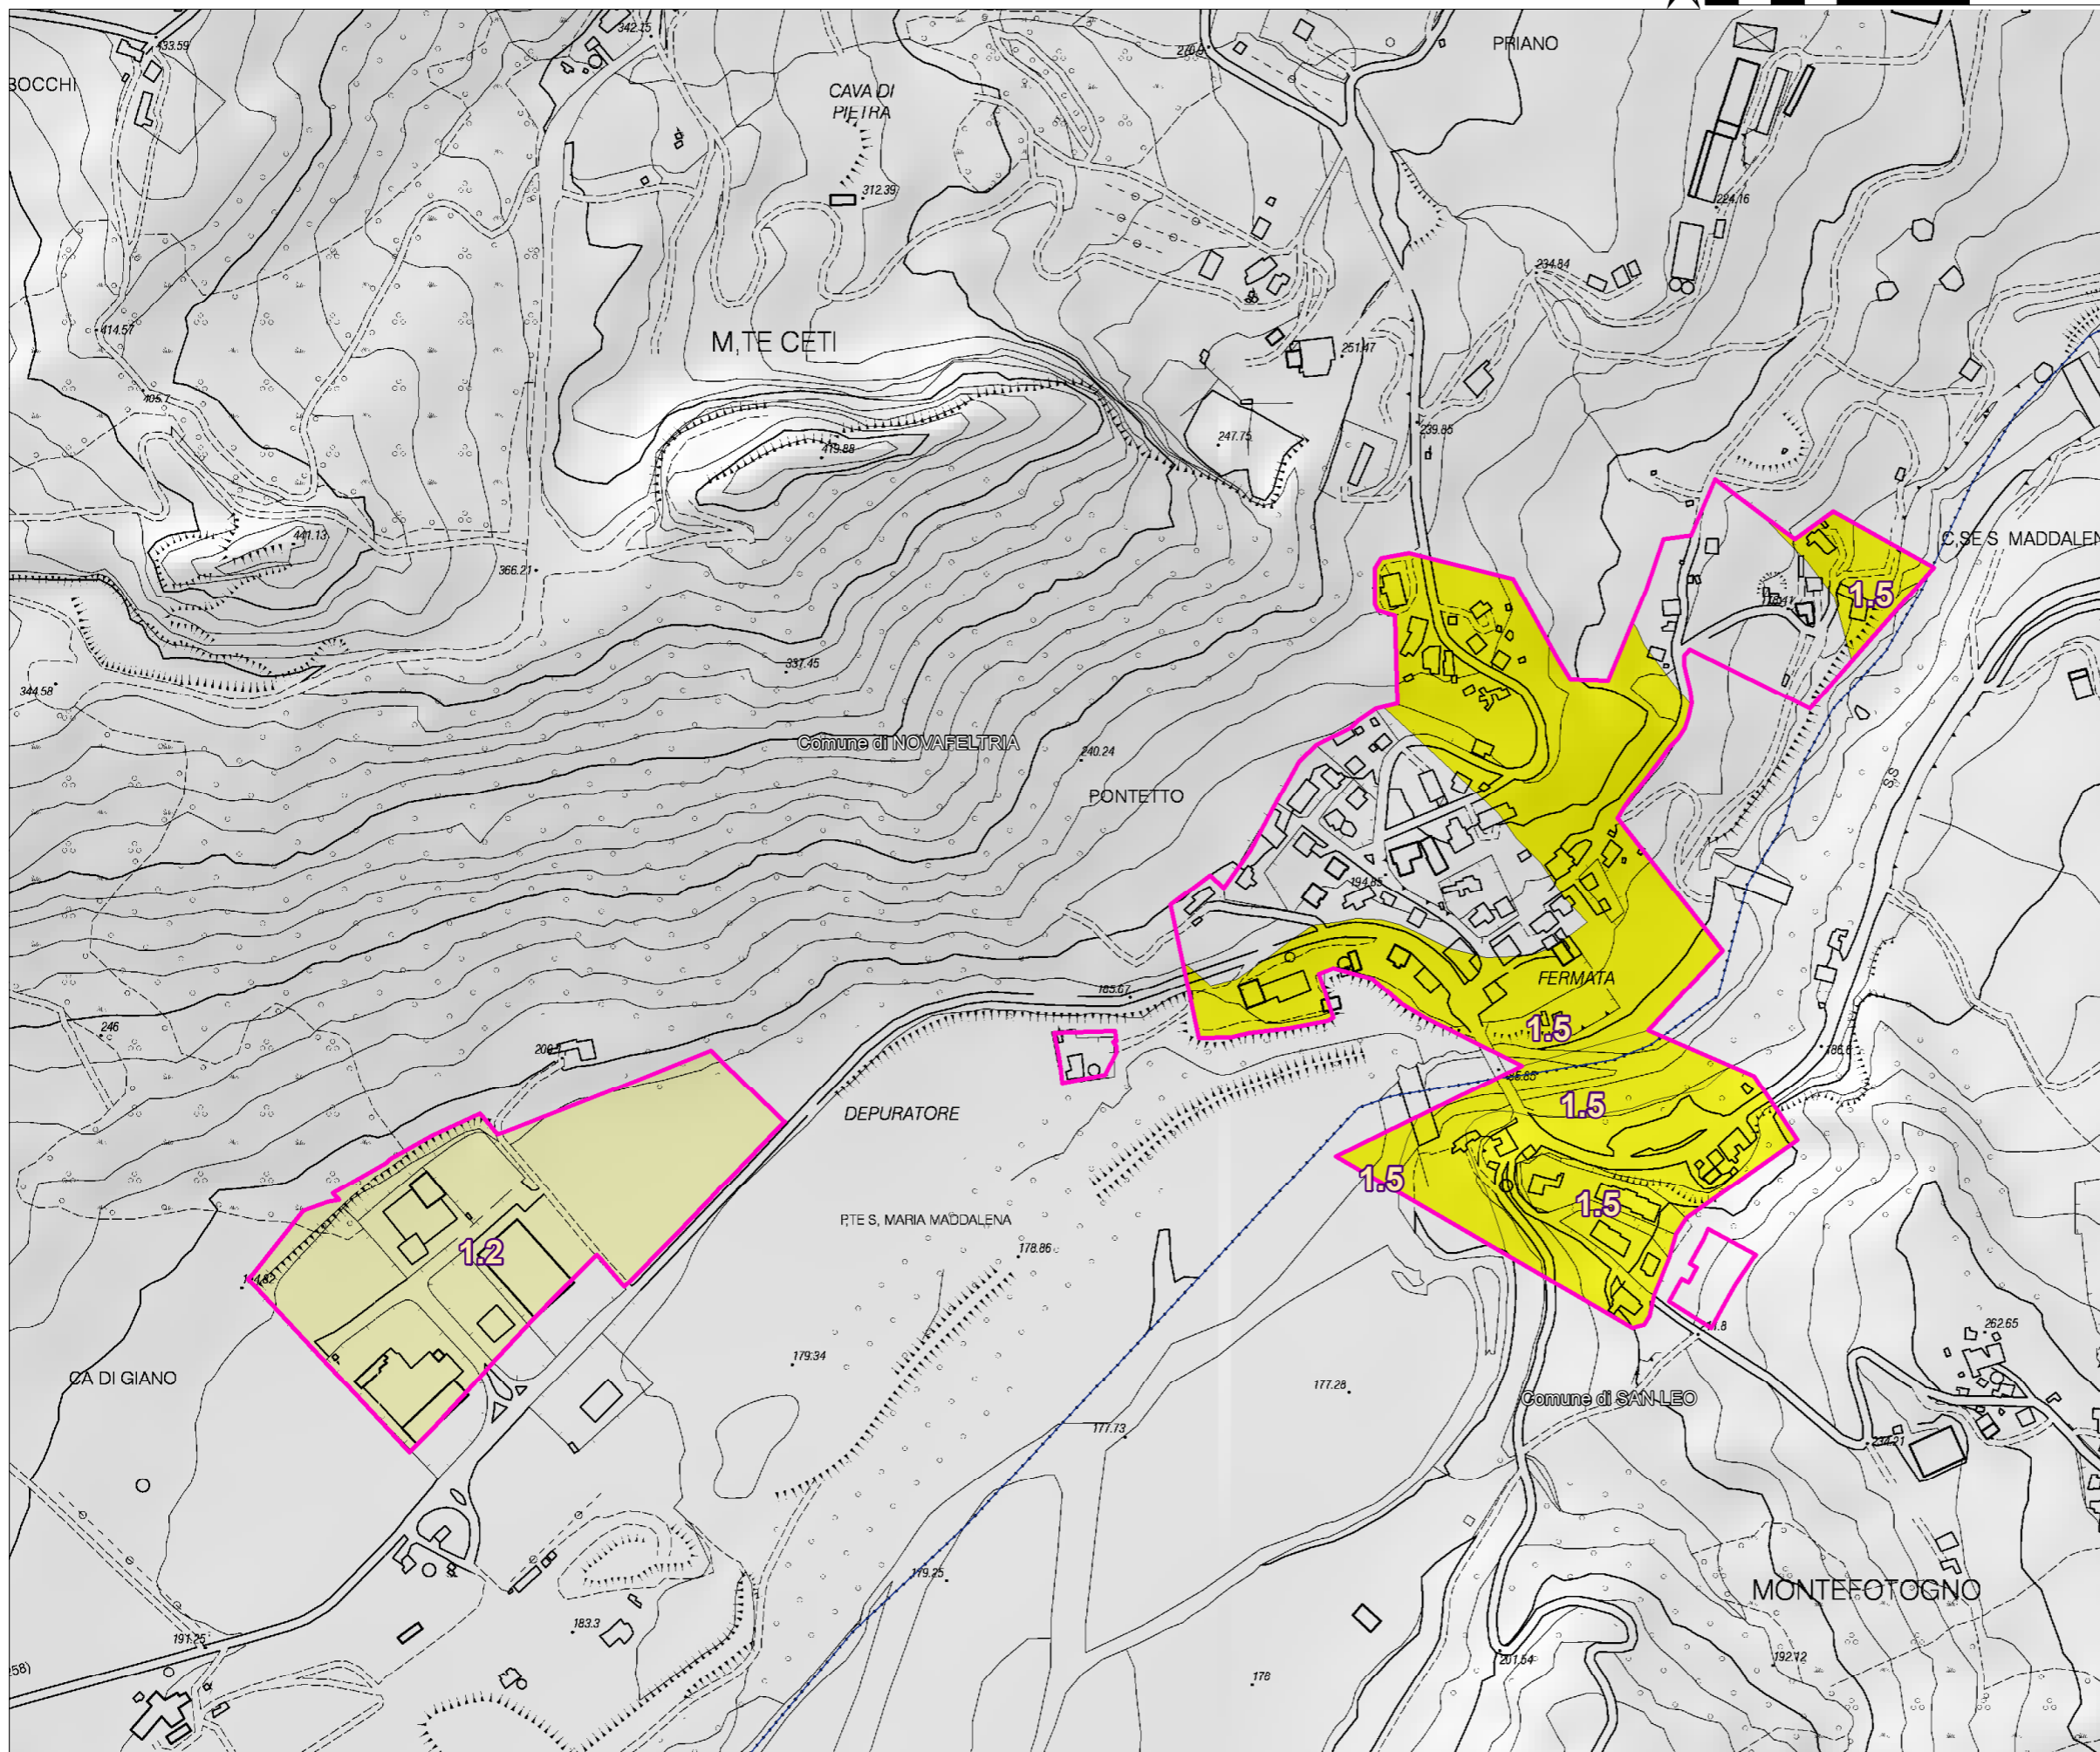 342.15
433.59
PRIANO
270.9
BOCCHI
CAVA DI
PIETRA
312.39
224.16
234.84
414.57
M,TE CETI
251.47
405.7
239.85
247.75
419.88
441.13
C,SE S MADDALEN
366.21
1.5
337.45
344.58
Comune di NOVAFELTRIA
240.24
S,S
PONTETTO
194.85
FERMATA
185.67
246
1.5
1.5
DEPURATORE
1.5
1.5
P,TE S, MARIA MADDALENA
178.86
1.2
262.65
179.34
CA DI GIANO
177.28
Comune di SAN LEO
177.73
234.21
179.25
MONTEFOTOGNO
183.3
191.25
201.54
192.12
58)
178